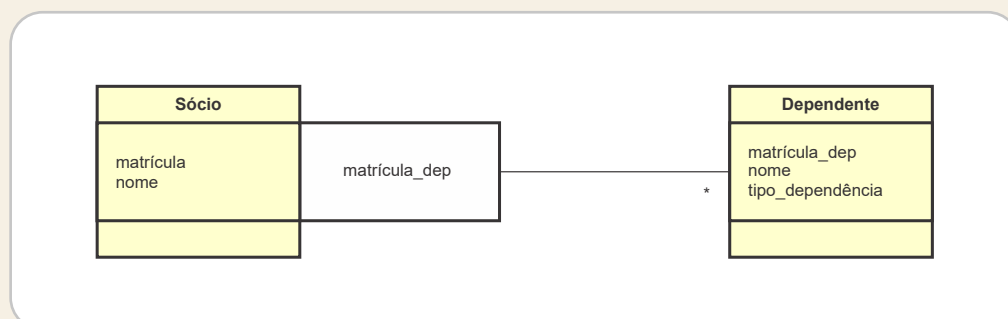 Sócio
matrícula
nome
matrícula_dep
*
Dependente
matrícula_dep
nome
tipo_dependência